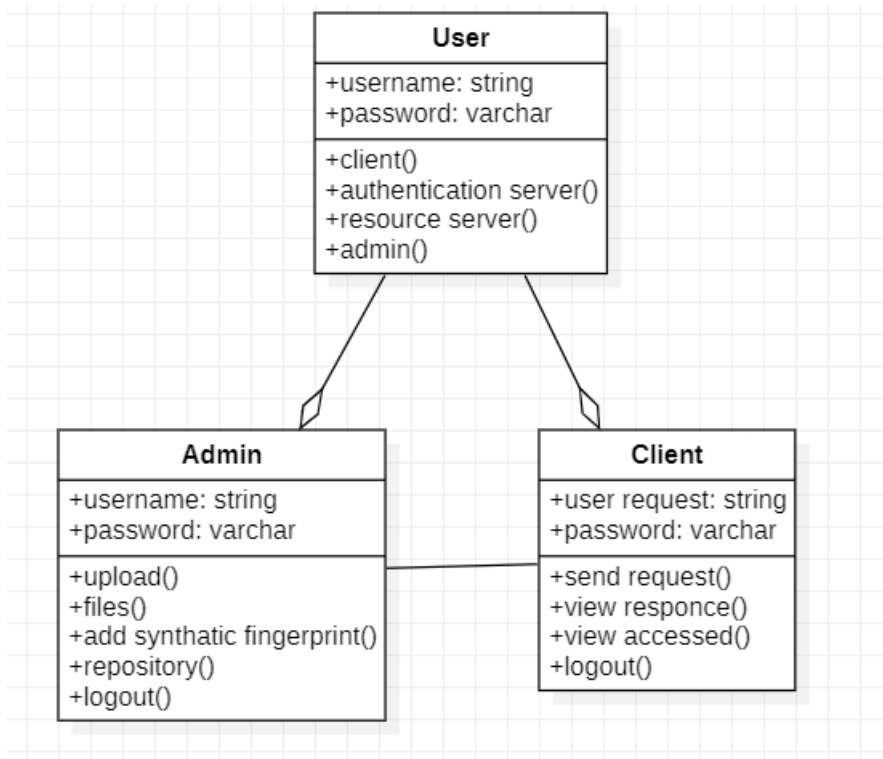 User
+username: string
+password: varchar
+client()
+authentication server()
+resource server()
+admin()
Admin
+username: string
+password: varchar
+upload()
+files()
+add synthatic fingerprint()
+repository()
+logout()
Client
+user request: string
+password: varchar
+send request()
+view responce()
+view accessed()
+logout()